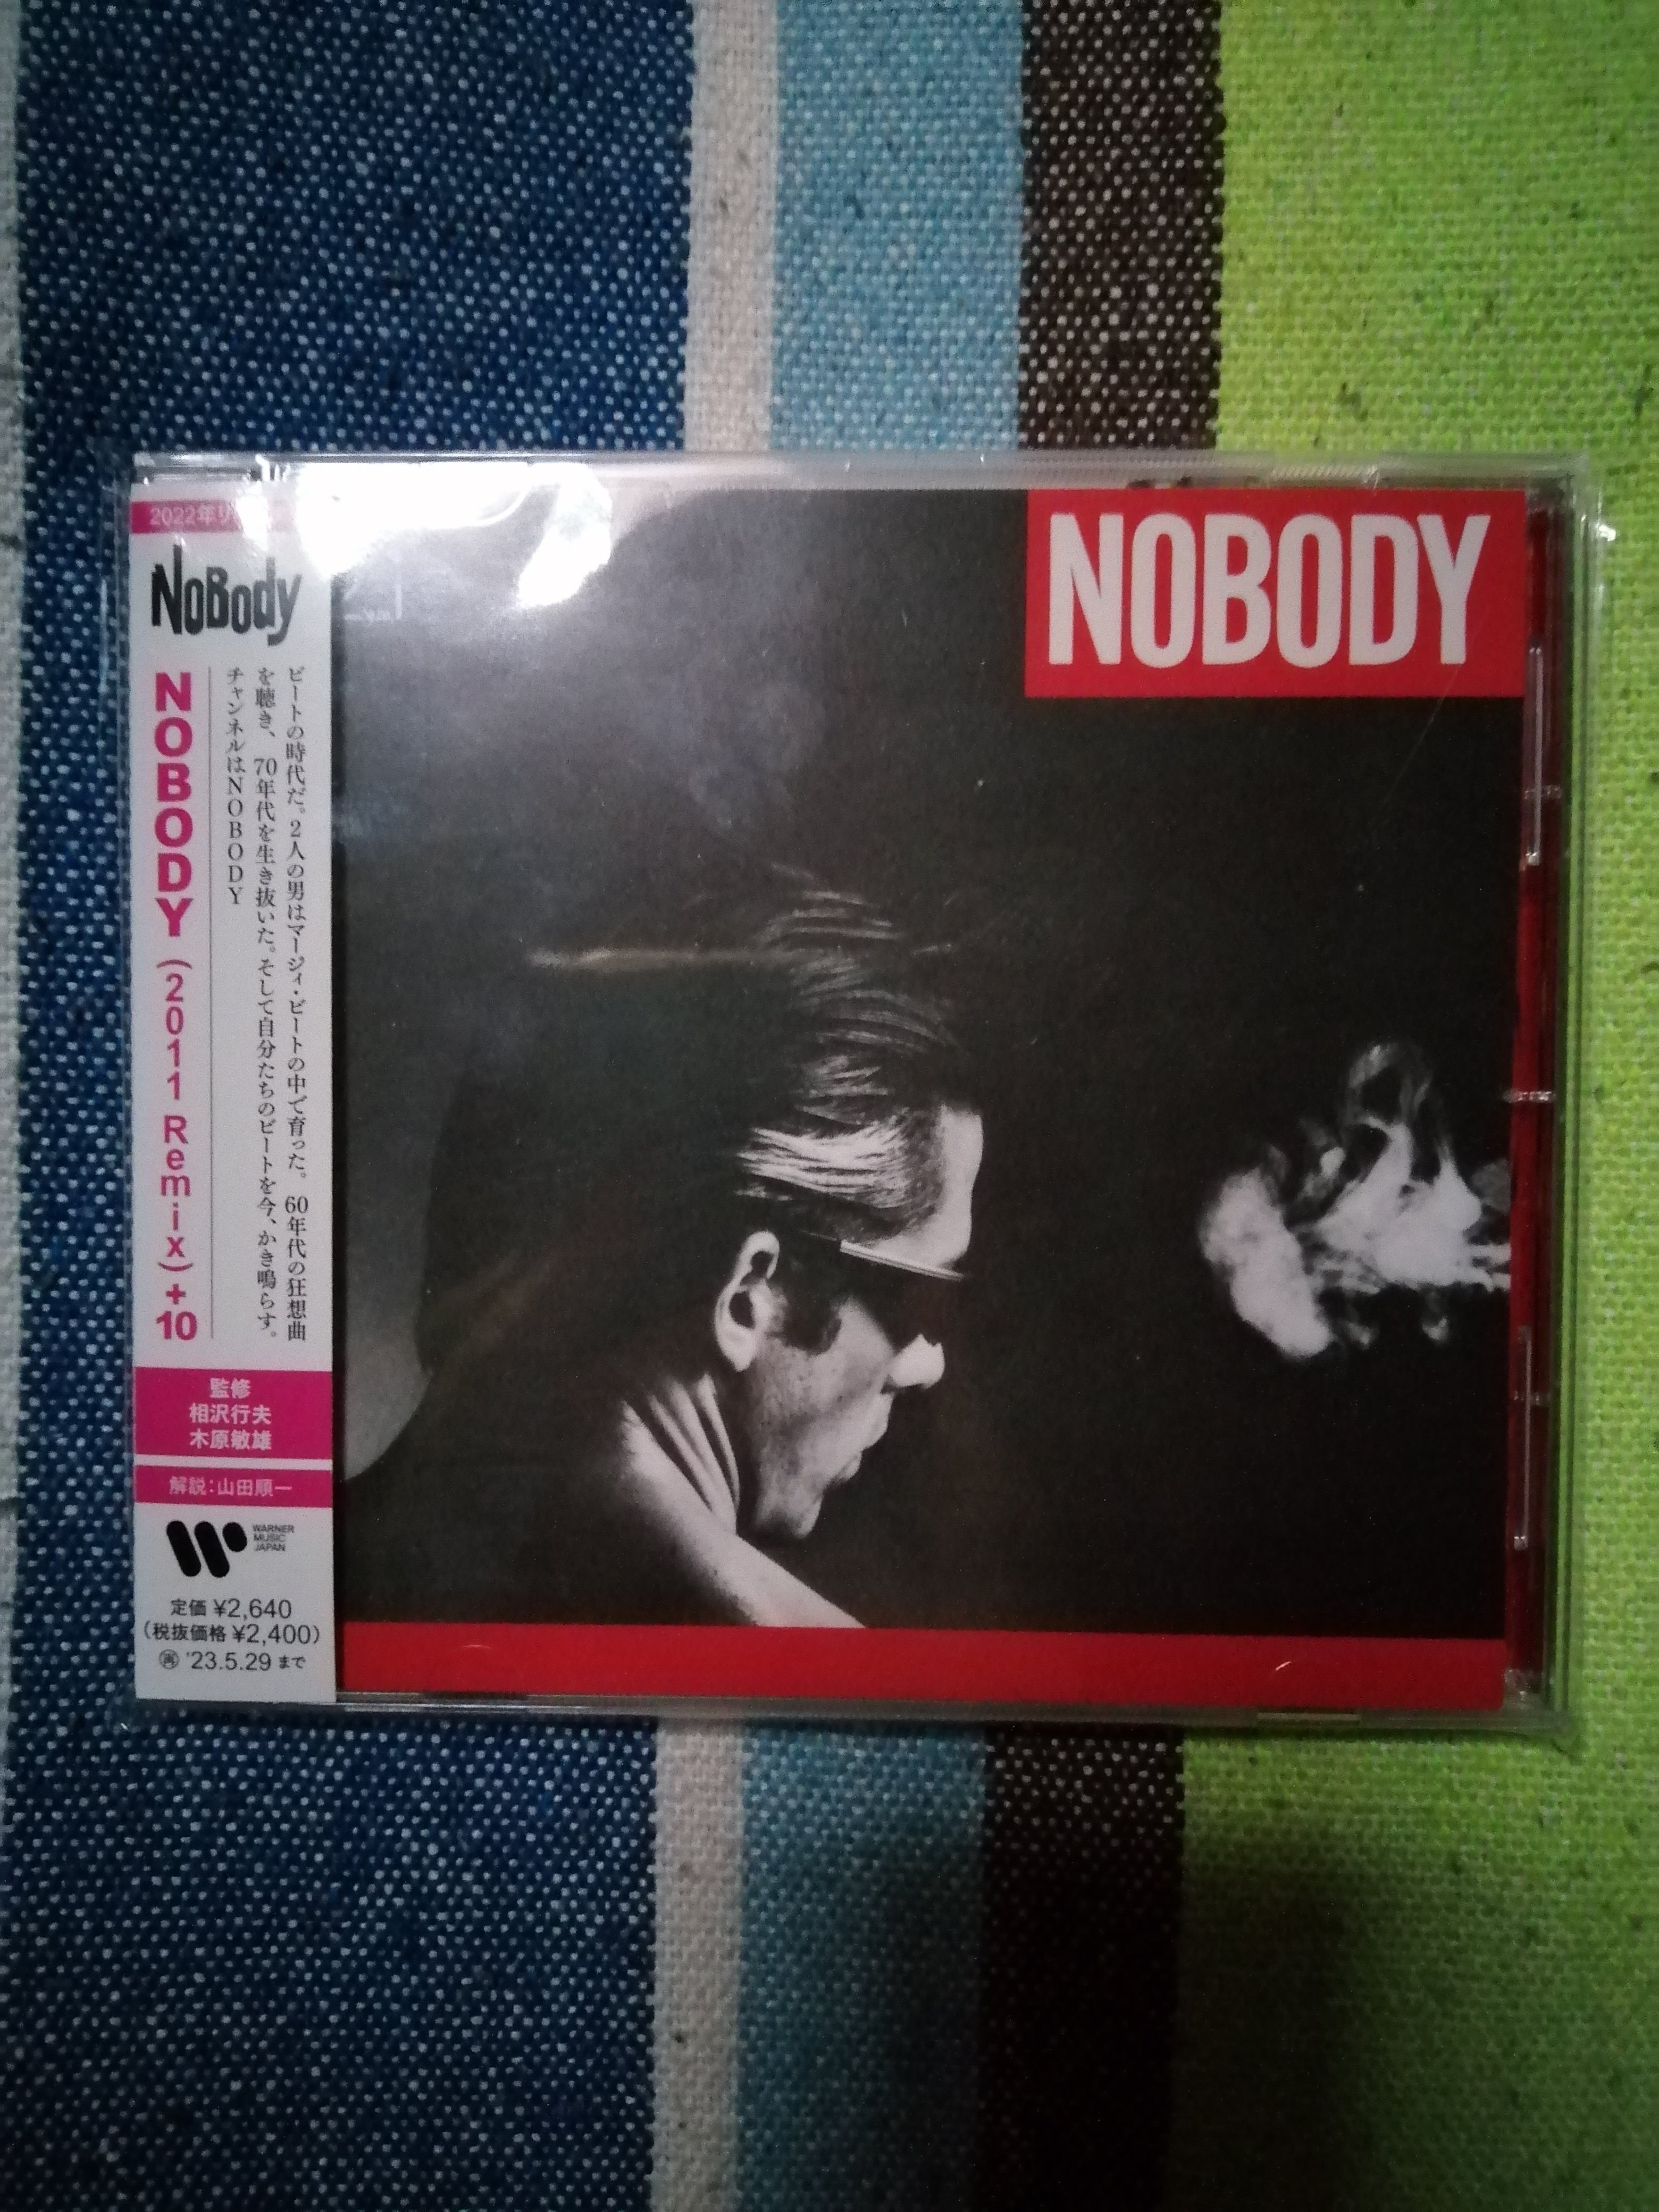 2022年
NoBody
NOBODY (2011 Remix) +10
ビートの時代だ。2人の男はマージィ・ビートの中で育った。60年代の狂想曲
を聴き、70年代を生き抜いた。そして自分たちのビートを今、かき鳴らす。
チャンネルはNOBODY
監修
相沢行夫
木原敏雄
解説:山田順一
WARNER
MUSIC
JAPAN
定価 ¥2,640
(税抜価格 ¥2,400)
再 '23.5.29 まで
NOBODY